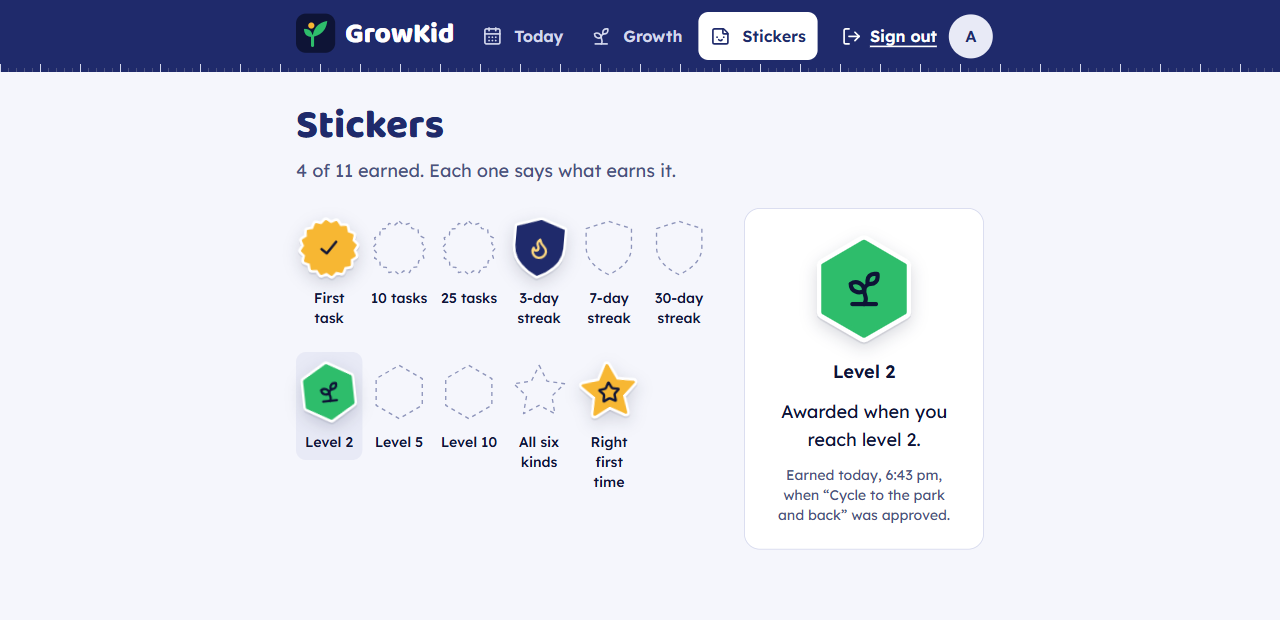 GrowKid
Today
Growth
Stickers
Sign out
A
Stickers
4 of 11 earned. Each one says what earns it.
First
task
10 tasks
25 tasks
3-day
streak
7-day
streak
30-day
streak
Level 2
Level 5
Level 10
All six
kinds
Right
first
time
Level 2
Awarded when you
reach level 2.
Earned today, 6:43 pm,
when “Cycle to the park
and back” was approved.